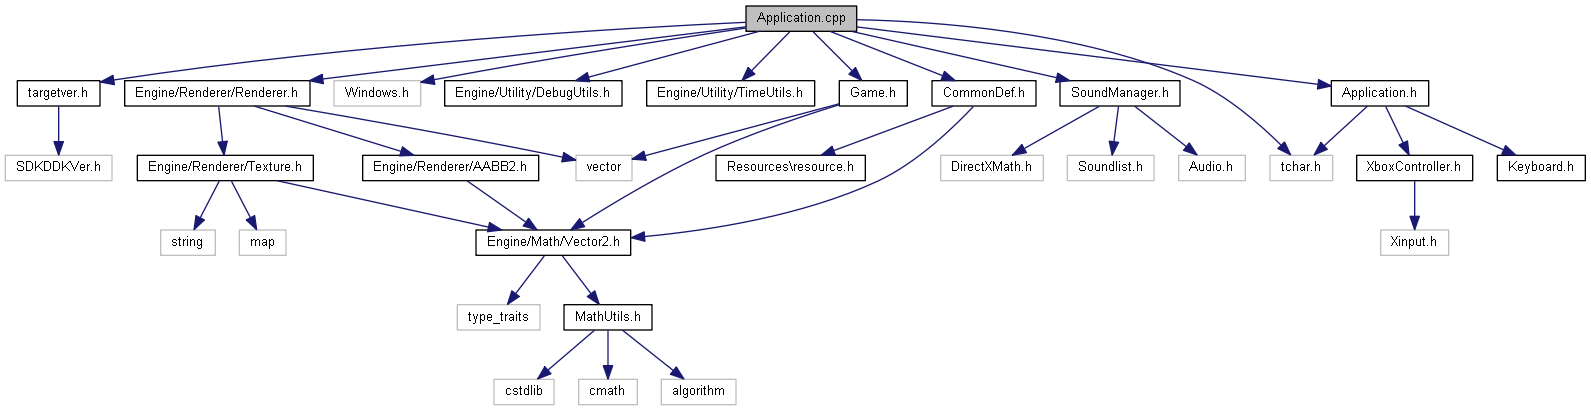 Application.cpp
targetver.h
Engine/Renderer/Renderer.h
Windows.h
Engine/Utility/DebugUtils.h
Engine/Utility/TimeUtils.h
Game.h
CommonDef.h
SoundManager.h
Application.h
SDKDDKVer.h
Engine/Renderer/Texture.h
Engine/Renderer/AABB2.h
vector
Resources\resource.h
DirectXMath.h
Soundlist.h
Audio.h
tchar.h
XboxController.h
Keyboard.h
string
map
Engine/Math/Vector2.h
Xinput.h
type_traits
MathUtils.h
cstdlib
cmath
algorithm